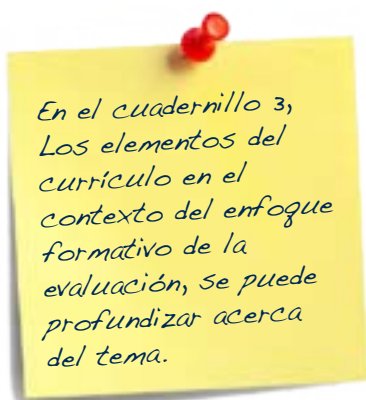 En el cuadernillo 3,
Los elementos del
currículo en el
contexto del enfoque
formativo de la
evaluación, se puede
profundizar acerca
del tema.